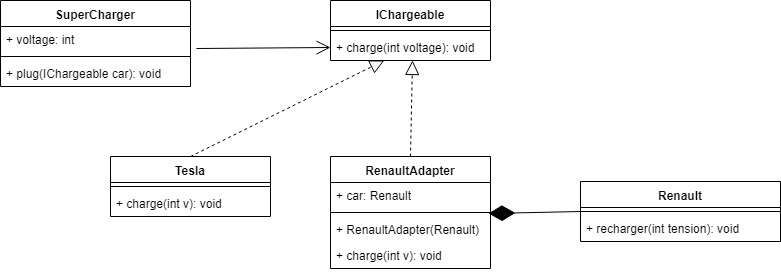 SuperCharger
+ voltage: int
+ plug(IChargeable car): void
IChargeable
+ charge(int voltage): void
Tesla
+ charge(int v): void
RenaultAdapter
+ car: Renault
+ RenaultAdapter(Renault)
+ charge(int v): void
Renault
+ recharger(int tension): void